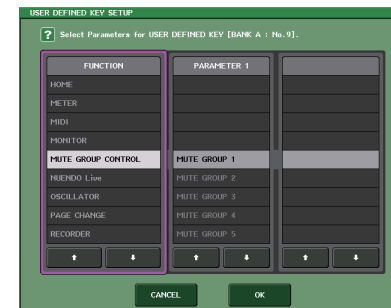 USER DEFINED KEY SETUP
? Select Parameters for USER DEFINED KEY [BANK A : No.9].
FUNCTION PARAMETER 1
HOME
METER
MIDI
MONITOR
MUTE GROUP CONTROL MUTE GROUP 1
NUENDO Live MUTE GROUP 2
OSCILLATOR MUTE GROUP 3
PAGE CHANGE MUTE GROUP 4
RECORDER MUTE GROUP 5
CANCEL OK